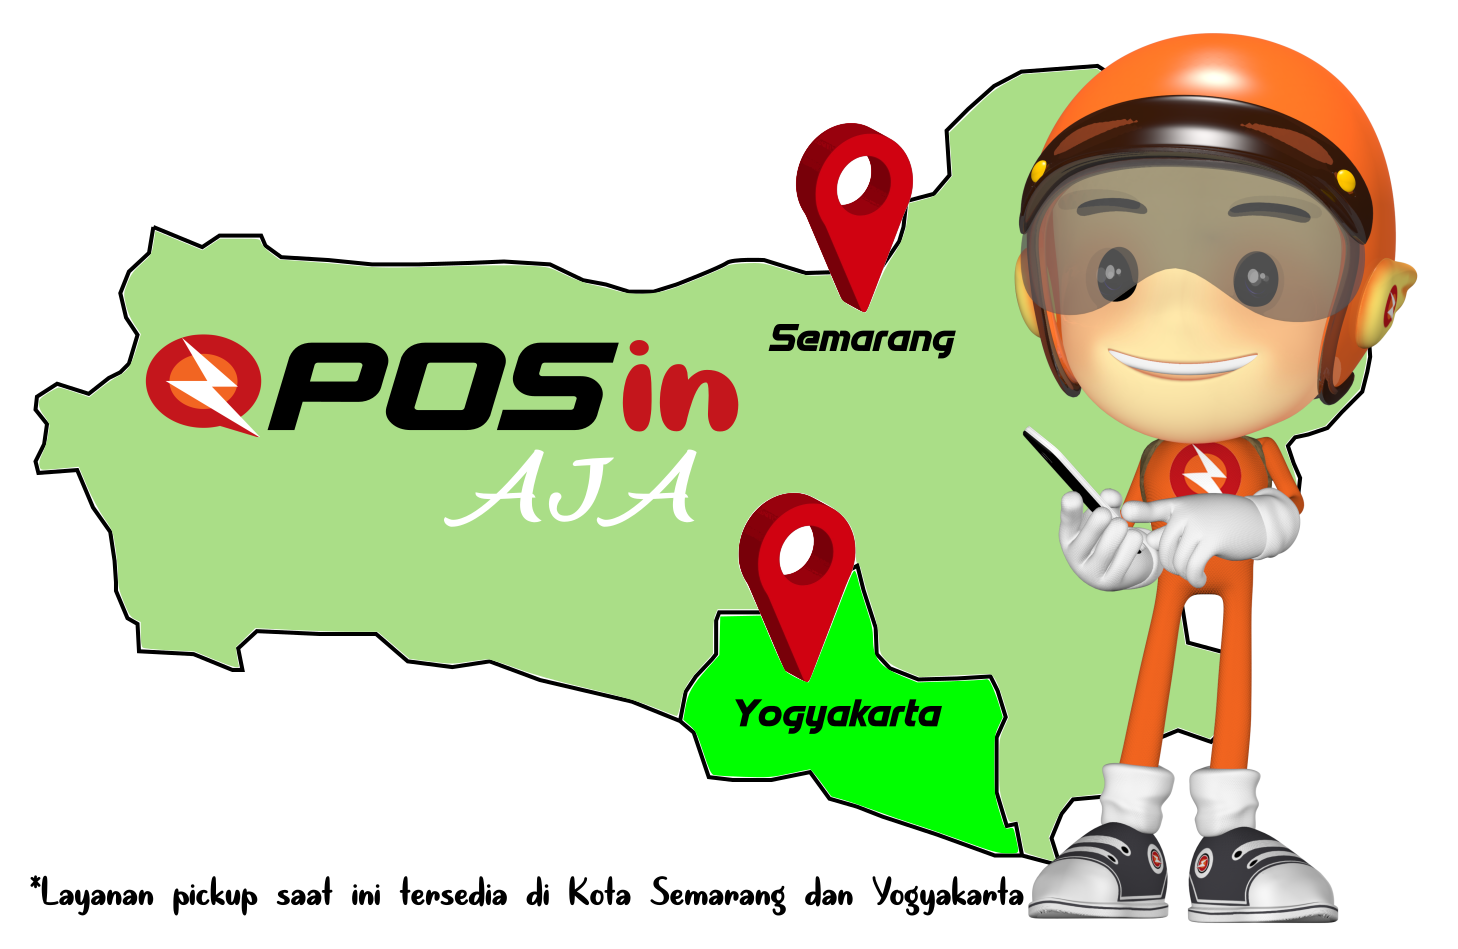 Semarang
POSin
AJA
Yogyakarta
*Layanan pickup saat ini tersedia di Kota Semarang dan Yogyakarta